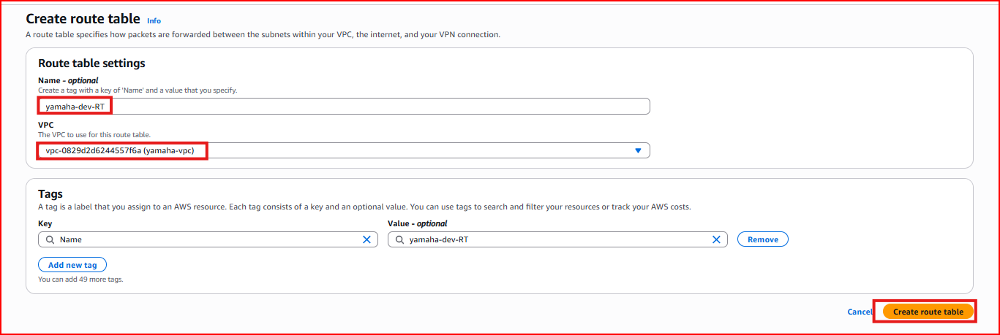 Create route table Info
A route table specifies how packets are forwarded between the subnets within your VPC, the internet, and your VPN connection.
Route table settings
Name - optional
Create a tag with a key of 'Name' and a value that you specify.
yamaha-dev-RT
VPC
The VPC to use for this route table.
vpc-0829d2d6244557f6a (yamaha-vpc)
Tags
A tag is a label that you assign to an AWS resource. Each tag consists of a key and an optional value. You can use tags to search and filter your resources or track your AWS costs.
Key Value - optional
Name yamaha-dev-RT Remove
Add new tag
You can add 49 more tags.
Cancel Create route table